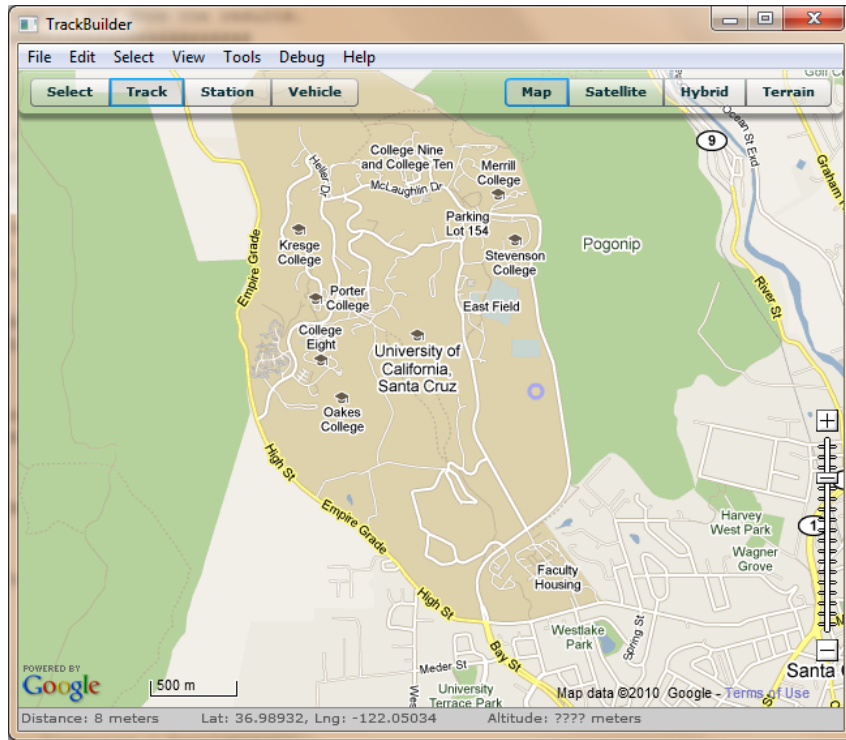 TrackBuilder
File Edit Select View Tools Debug Help
Select Track Station Vehicle Map Satellite Hybrid Terrain
Ocean St Exd
9
Graham
College Nine
and College Ten
Heller Dr
McLaughlin Dr
Merrill
College
Parking
Lot 154
Kresge
College
Stevenson
College
Pogonip
Empire Grade
River St
Porter
College
East Field
College
Eight
University of
California,
Santa Cruz
Oakes
College
High St
Empire Grade
Harvey
West Park
1
Wagner
Grove
Faculty
Housing
High St
Westlake
Park
Spring St
Bay St
Meder St
University
Terrace Park
Santa
POWERED BY
Google
500 m
Map data ©2010 Google - Terms of Use
Distance: 8 meters Lat: 36.98932, Lng: -122.05034 Altitude: ???? meters